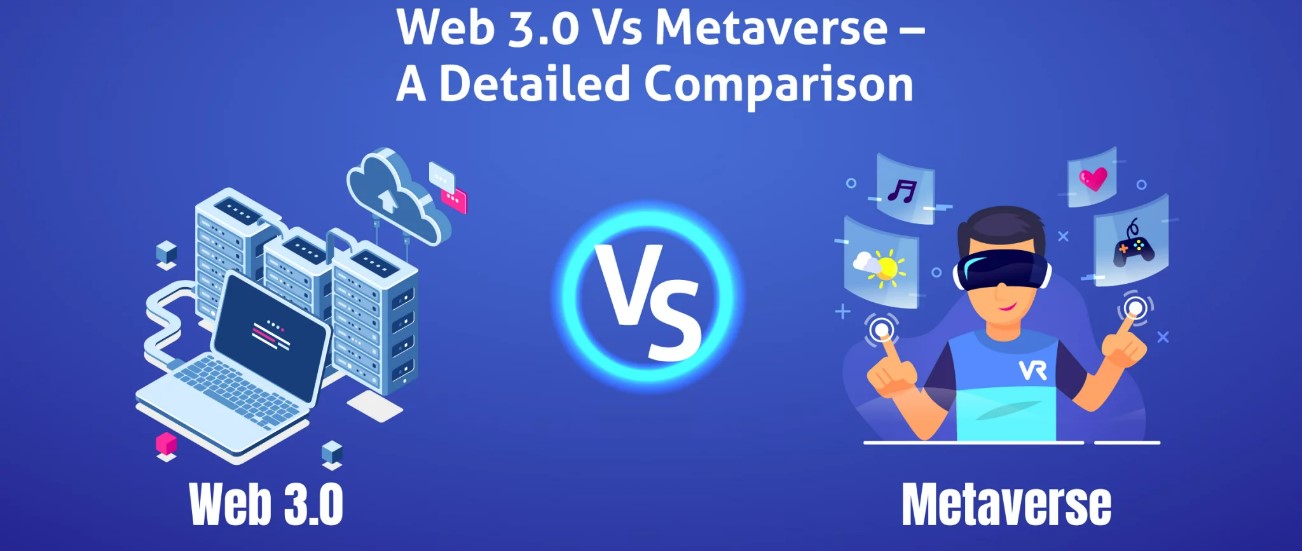 Web 3.0 Vs Metaverse –
A Detailed Comparison
VS
VR
Web 3.0
Metaverse